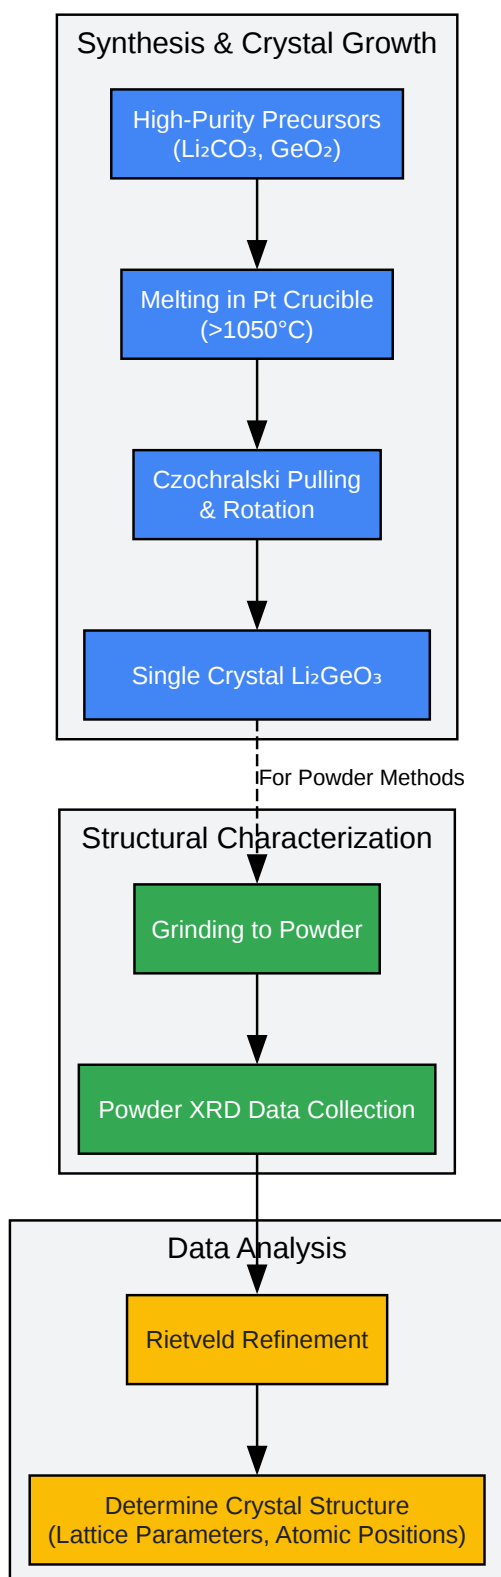 Synthesis & Crystal Growth
High-Purity Precursors
(Li₂CO₃, GeO₂)
Melting in Pt Crucible
(>1050°C)
Czochralski Pulling
& Rotation
Single Crystal Li₂GeO₃
For Powder Methods
Structural Characterization
Grinding to Powder
Powder XRD Data Collection
Data Analysis
Rietveld Refinement
Determine Crystal Structure
(Lattice Parameters, Atomic Positions)